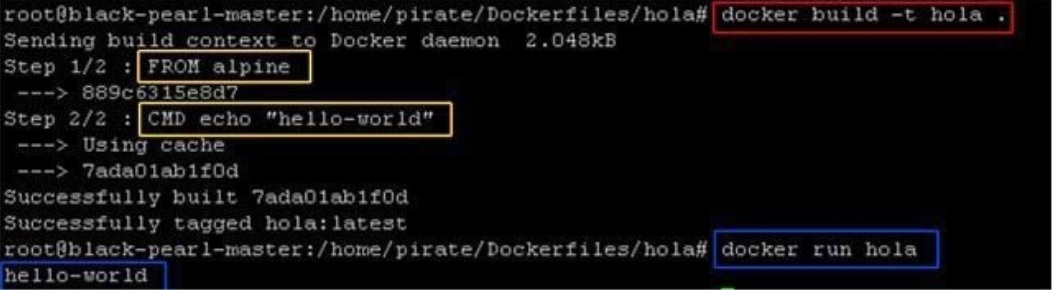 root@black-pearl-master:/home/pirate/Dockerfiles/hola# docker build -t hola .
Sending build context to Docker daemon  2.048kB
Step 1/2 : FROM alpine
 ---> 889c6315e8d7
Step 2/2 : CMD echo "hello-world"
 ---> Using cache
 ---> 7ada01ab1f0d
Successfully built 7ada01ab1f0d
Successfully tagged hola:latest
root@black-pearl-master:/home/pirate/Dockerfiles/hola# docker run hola
hello-world